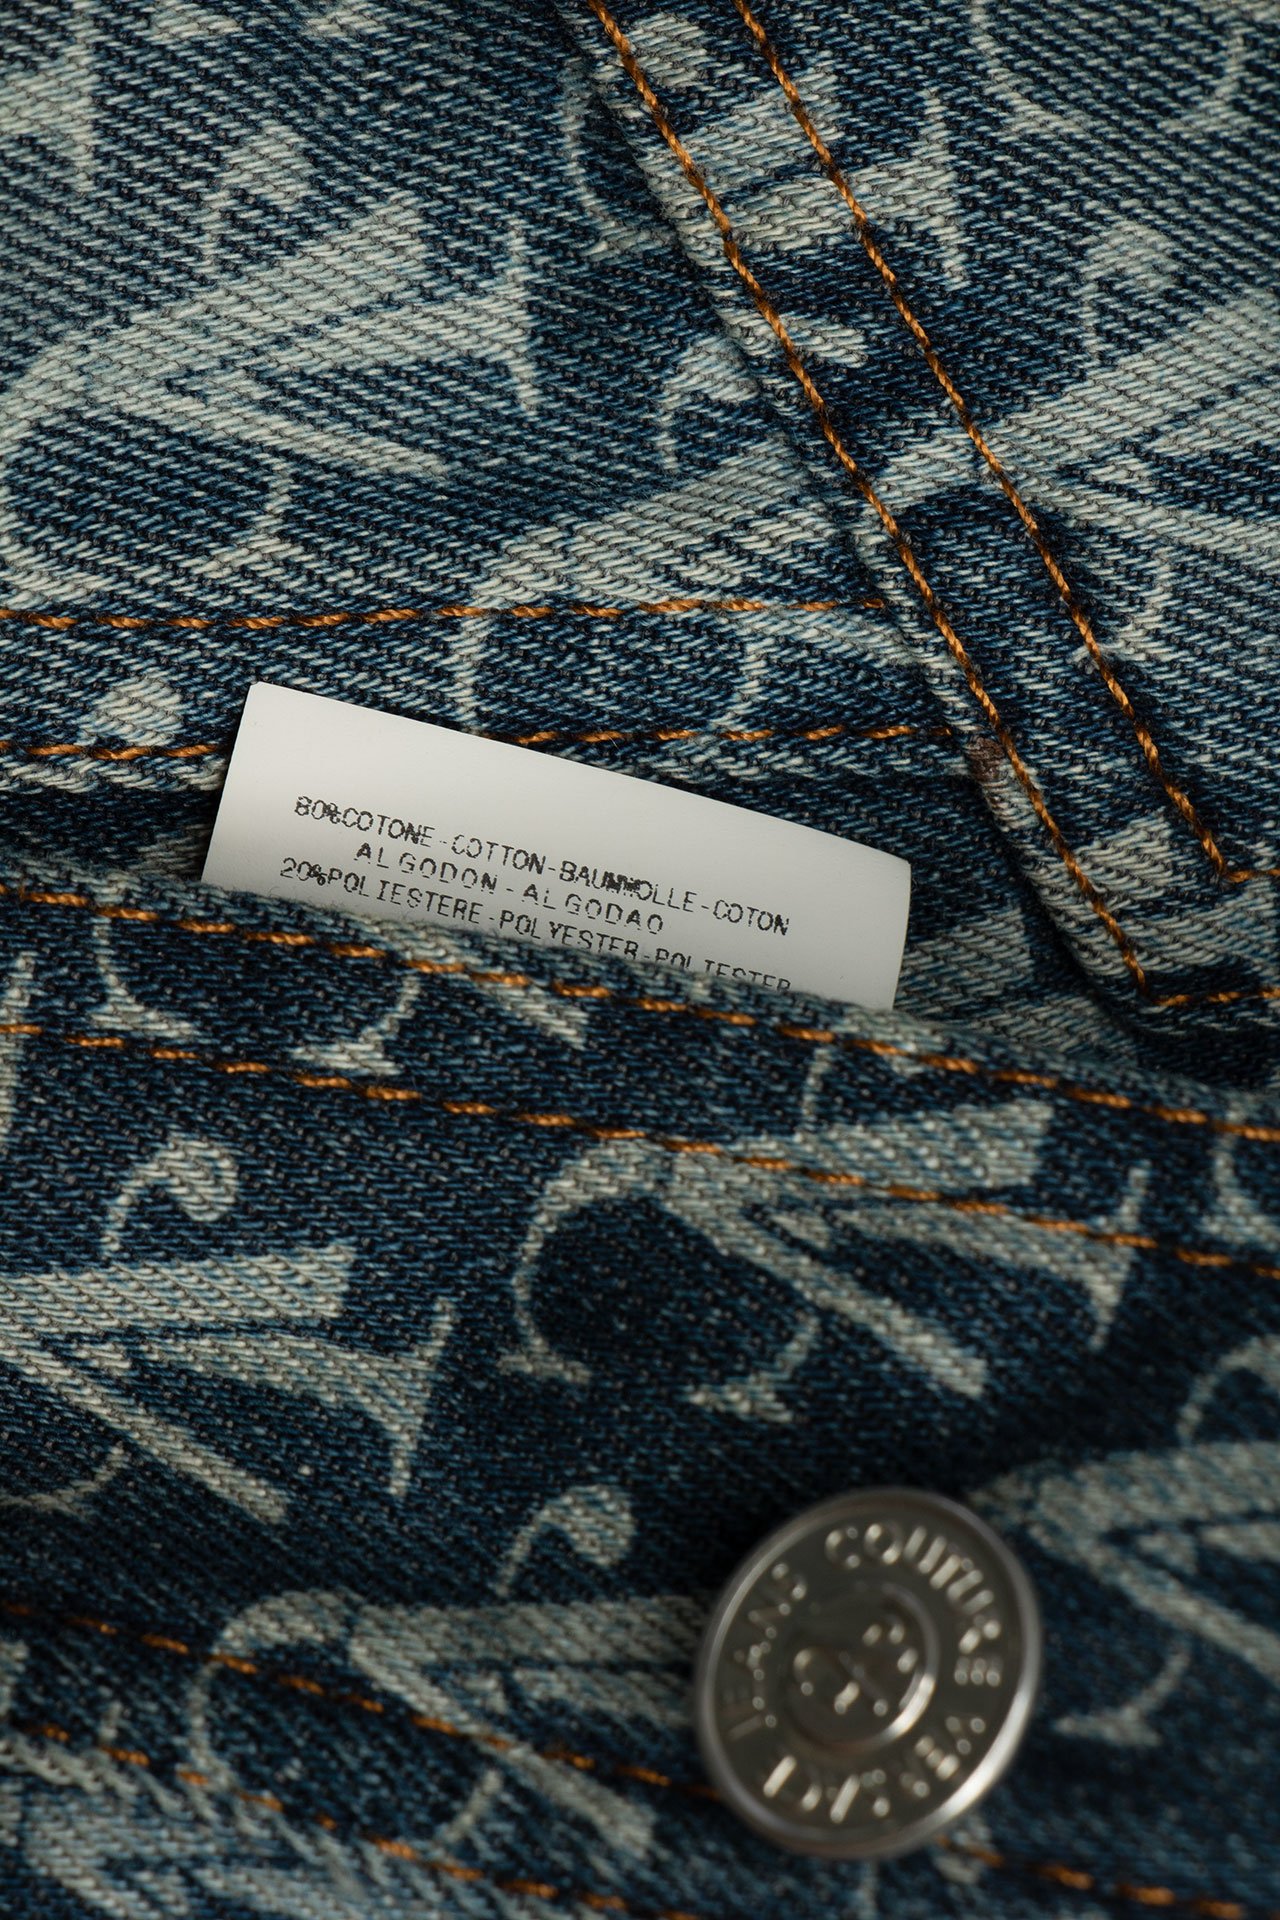 80%COTONE-COTTON-BAUMWOLLE-COTON
ALGODON-ALGODAO
20%POLIESTERE-POLYESTER-POLIESTER
JEANS COUTURE
VERSACE